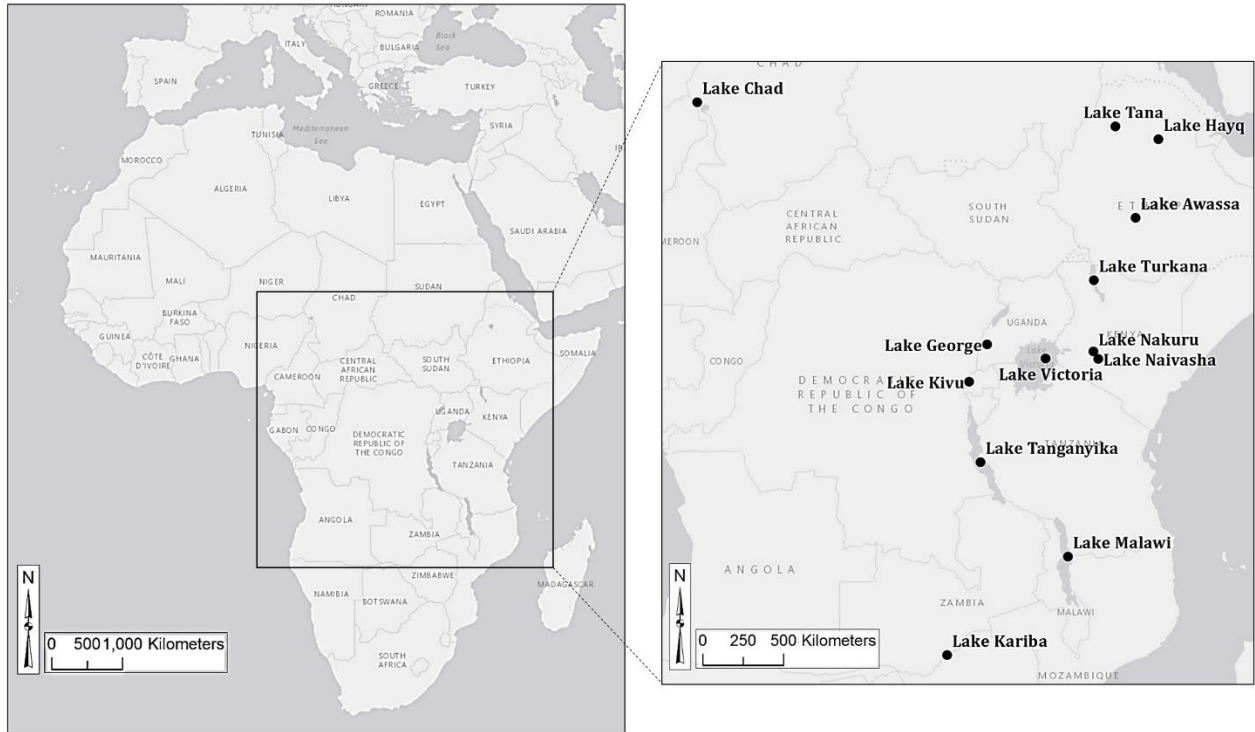 HUNGARY
ROMANIA
ITALY
BULGARIA
Black
Sea
SPAIN
GREECE
TURKEY
TUNISIA
Mediterranean
Sea
SYRIA
MOROCCO
ALGERIA
LIBYA
EGYPT
SAUDI ARABIA
MAURITANIA
MALI
NIGER
CHAD
SUDAN
BURKINA
FASO
GUINEA
CÔTE
D'IVOIRE
GHANA
NIGERIA
CAMEROON
CENTRAL
AFRICAN
REPUBLIC
SOUTH
SUDAN
ETHIOPIA
SOMALIA
UGANDA
KENYA
GABON
CONGO
DEMOCRATIC
REPUBLIC OF
THE CONGO
TANZANIA
ANGOLA
ZAMBIA
ZIMBABWE
MADAGASCAR
NAMIBIA
BOTSWANA
SOUTH
AFRICA
N
0 500 1,000 Kilometers
CHAD
Lake Chad
Lake Tana
Lake Hayq
CENTRAL
AFRICAN
REPUBLIC
SOUTH
SUDAN
Lake Awassa
MEROON
Lake Turkana
UGANDA
KENYA
Lake Nakuru
Lake George
Lake Naivasha
Lake
Lake Victoria
CONGO
Lake Kivu
DEMOCRATIC
REPUBLIC OF
THE CONGO
TANZANIA
Lake Tanganyika
Lake Malawi
ANGOLA
ZAMBIA
MALAWI
Lake Kariba
MOZAMBIQUE
N
0 250 500 Kilometers